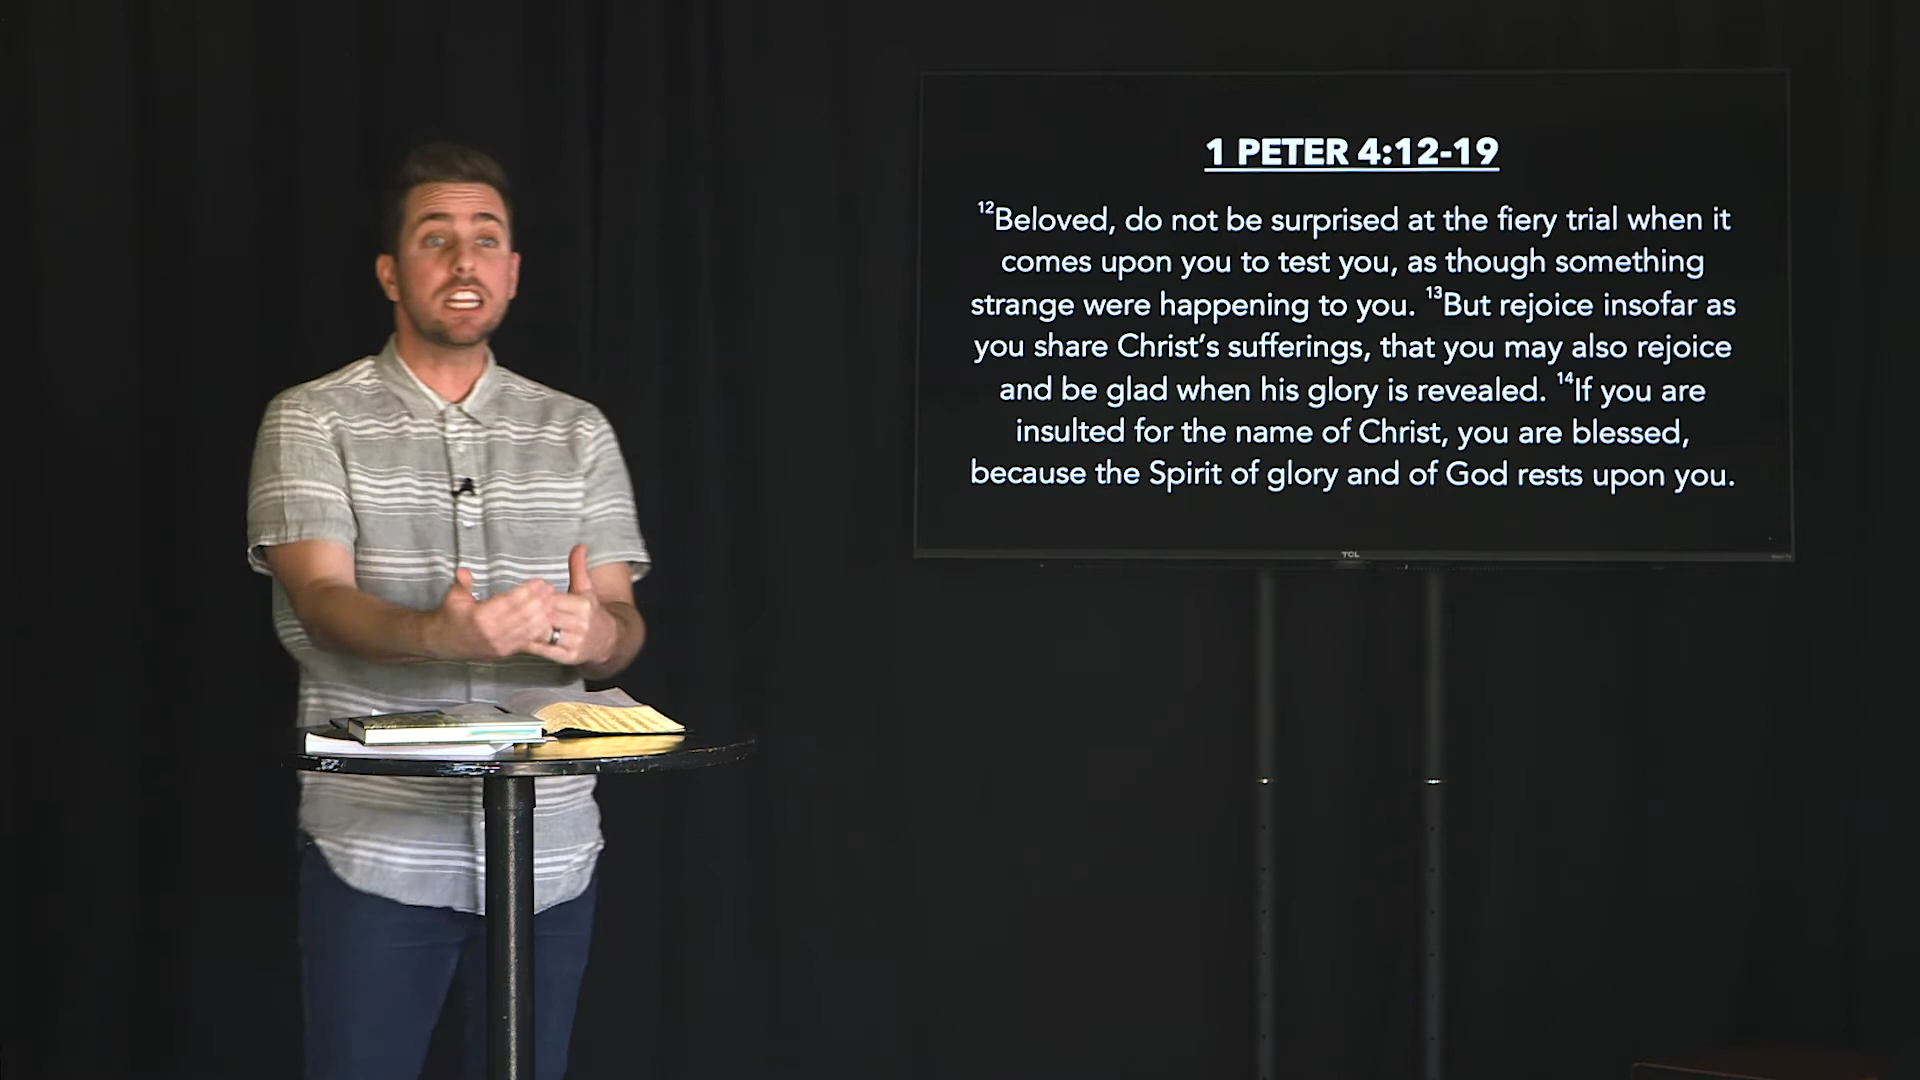 1 PETER 4:12-19
¹²Beloved, do not be surprised at the fiery trial when it
comes upon you to test you, as though something
strange were happening to you. ¹³But rejoice insofar as
you share Christ’s sufferings, that you may also rejoice
and be glad when his glory is revealed. ¹⁴If you are
insulted for the name of Christ, you are blessed,
because the Spirit of glory and of God rests upon you.
TCL